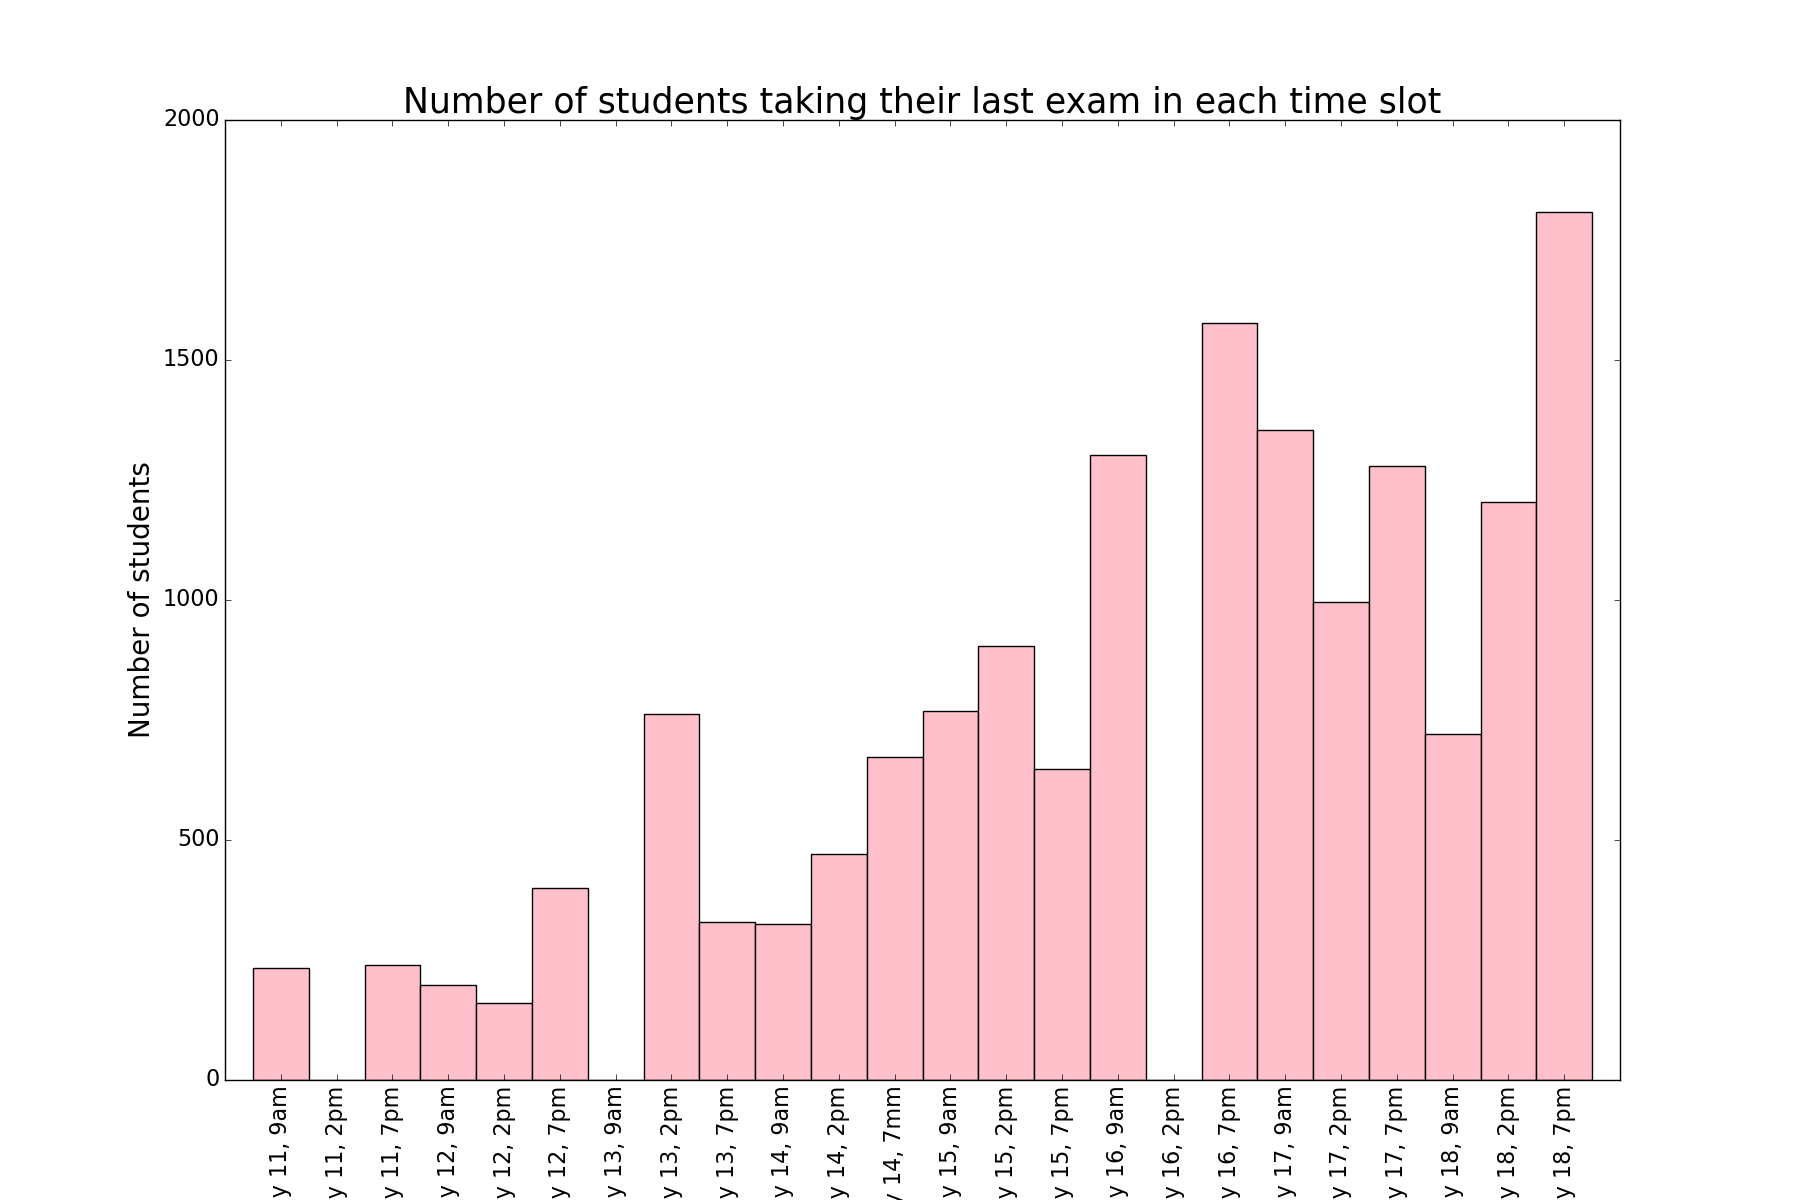 Number of students taking their last exam in each time slot
Number of students
2000
1500
1000
500
0
y 11, 9am
y 11, 2pm
y 11, 7pm
y 12, 9am
y 12, 2pm
y 12, 7pm
y 13, 9am
y 13, 2pm
y 13, 7pm
y 14, 9am
y 14, 2pm
y 14, 7mm
y 15, 9am
y 15, 2pm
y 15, 7pm
y 16, 9am
y 16, 2pm
y 16, 7pm
y 17, 9am
y 17, 2pm
y 17, 7pm
y 18, 9am
y 18, 2pm
y 18, 7pm